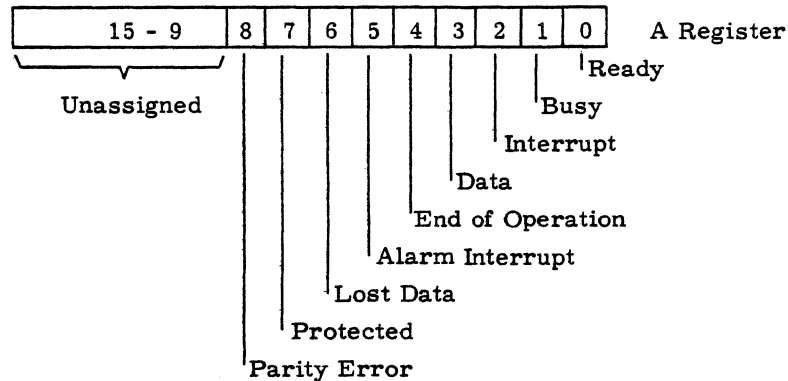 15 - 9 8 7 6 5 4 3 2 1 0 A Register
Ready
Unassigned
Busy
Interrupt
Data
End of Operation
Alarm Interrupt
Lost Data
Protected
Parity Error